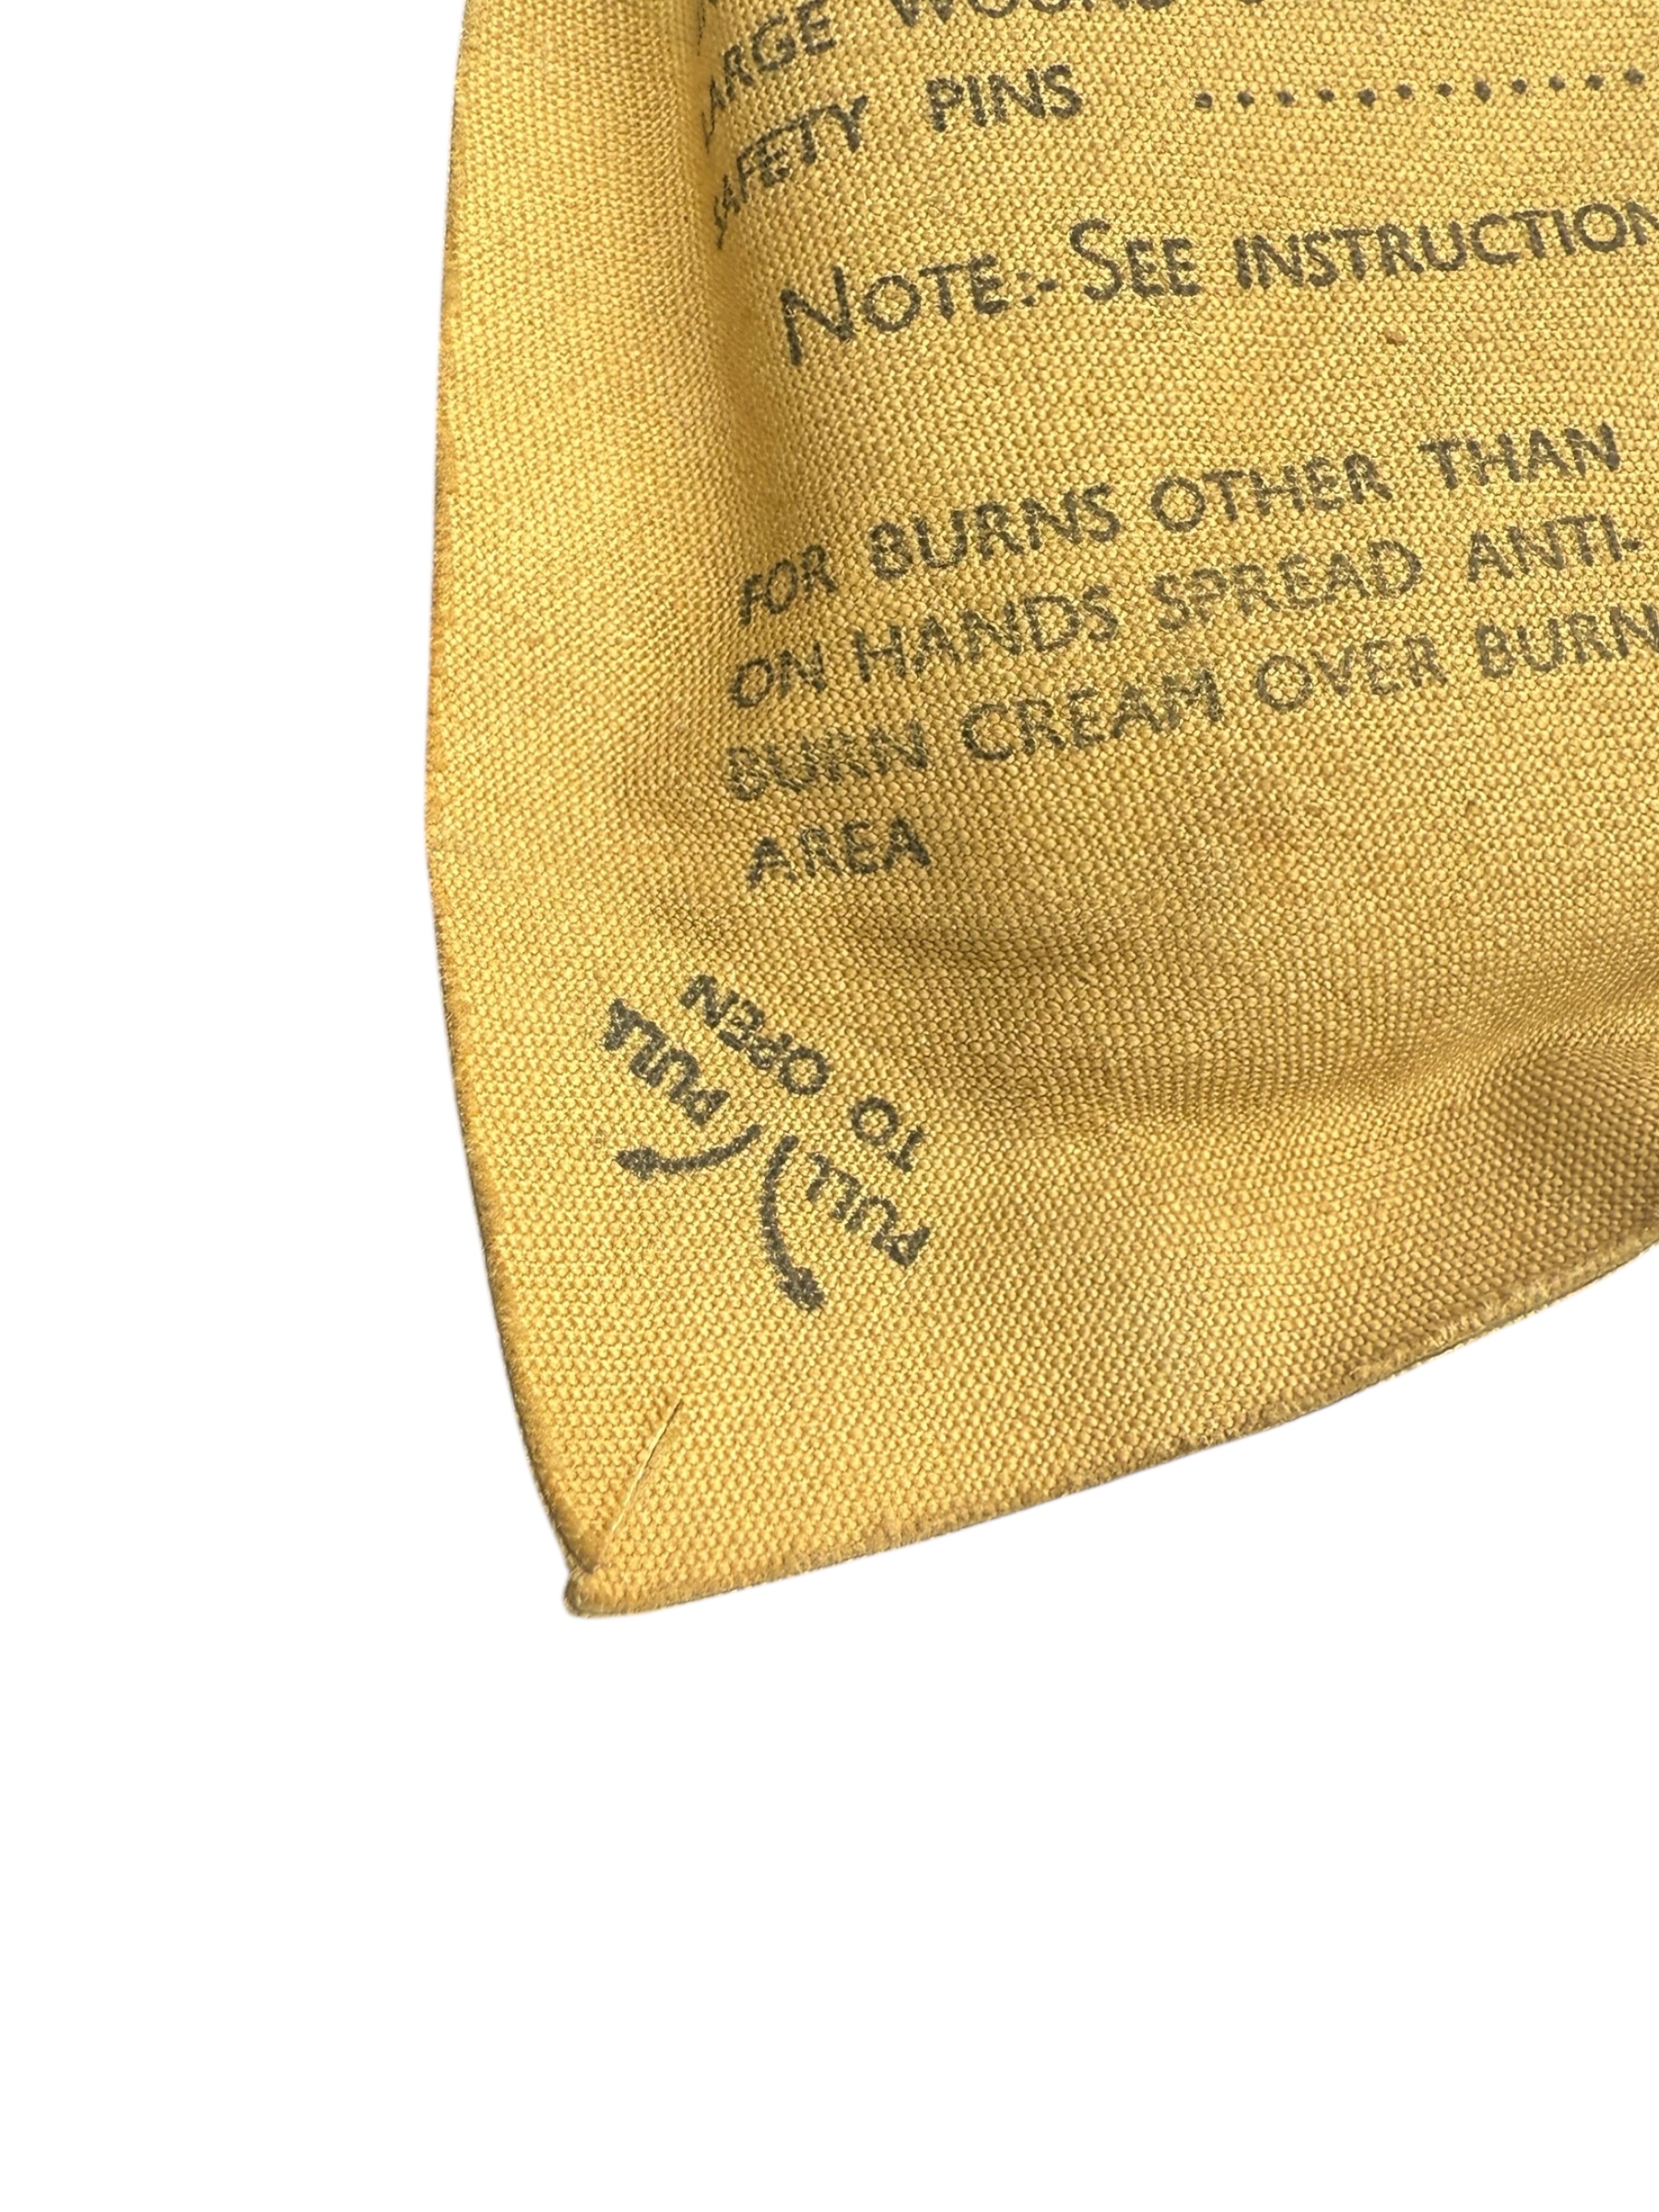 LARGE WOUND
SAFETY PINS ............
NOTE:- SEE INSTRUCTION
FOR BURNS OTHER THAN
ON HANDS SPREAD ANTI-
BURN CREAM OVER BURN
AREA
PULL
TO OPEN
PULL